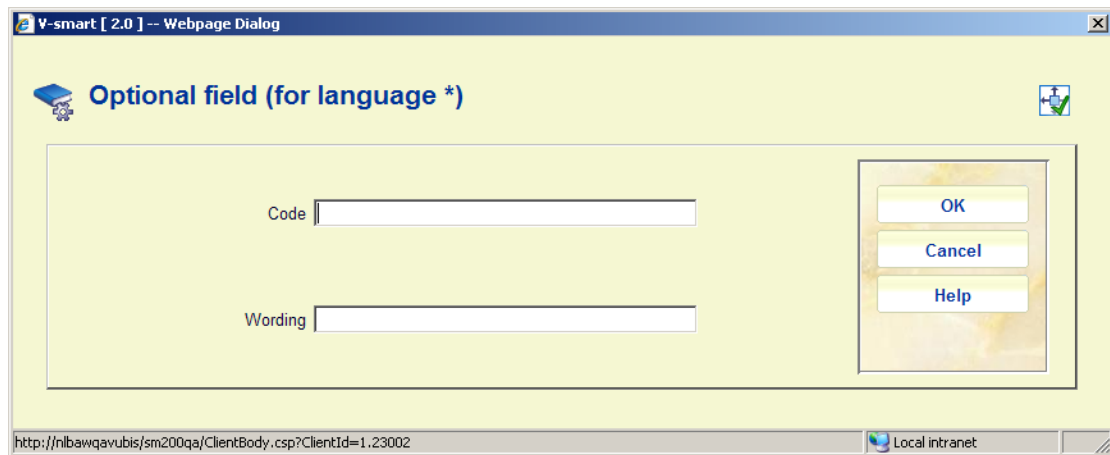 V-smart [ 2.0 ] -- Webpage Dialog
Optional field (for language *)
Code
OK
Cancel
Help
Wording
http://nlbawqavubis/sm200qa/ClientBody.csp?ClientId=1.23002
Local intranet